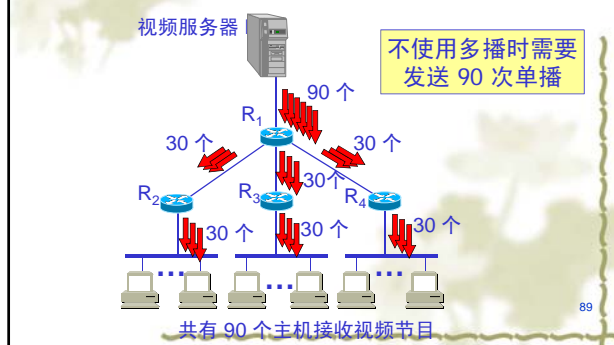 视频服务器
不使用多播时需要
发送 90 次单播
90 个
R1
30 个
30 个
30个
R2
R3
R4
30 个
30 个
30 个
…
…
…
89
共有 90 个主机接收视频节目